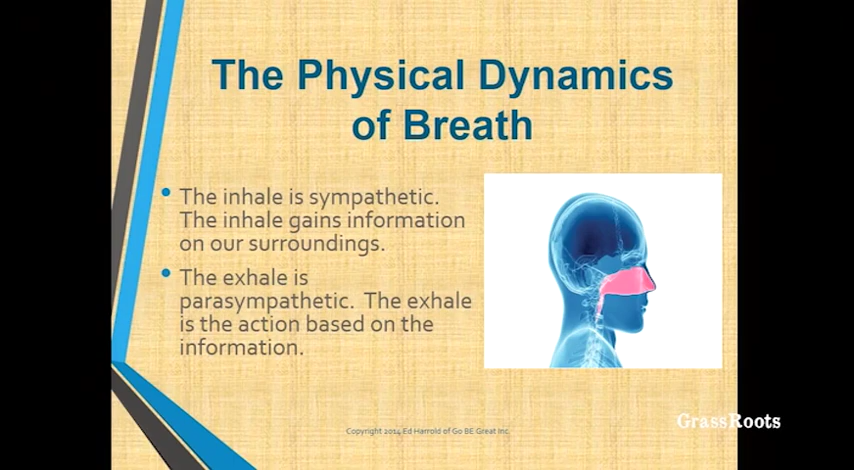 The Physical Dynamics
of Breath
• The inhale is sympathetic.
The inhale gains information
on our surroundings.
• The exhale is
parasympathetic. The exhale
is the action based on the
information.
Copyright 2014 Ed Harrold of Go BE Great Inc.
GrassRoots